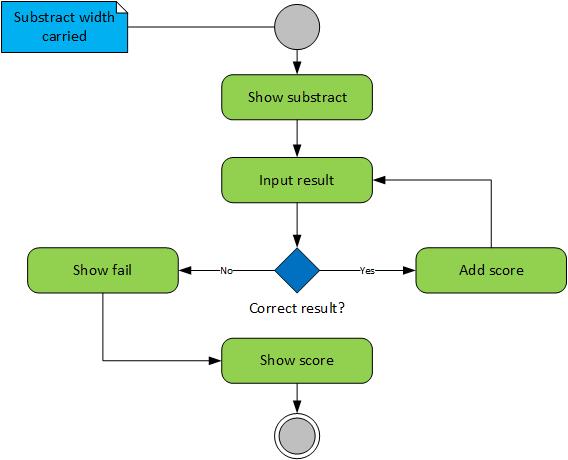 Substract width
carried
Show substract
Input result
Show fail
No
Yes
Add score
Correct result?
Show score